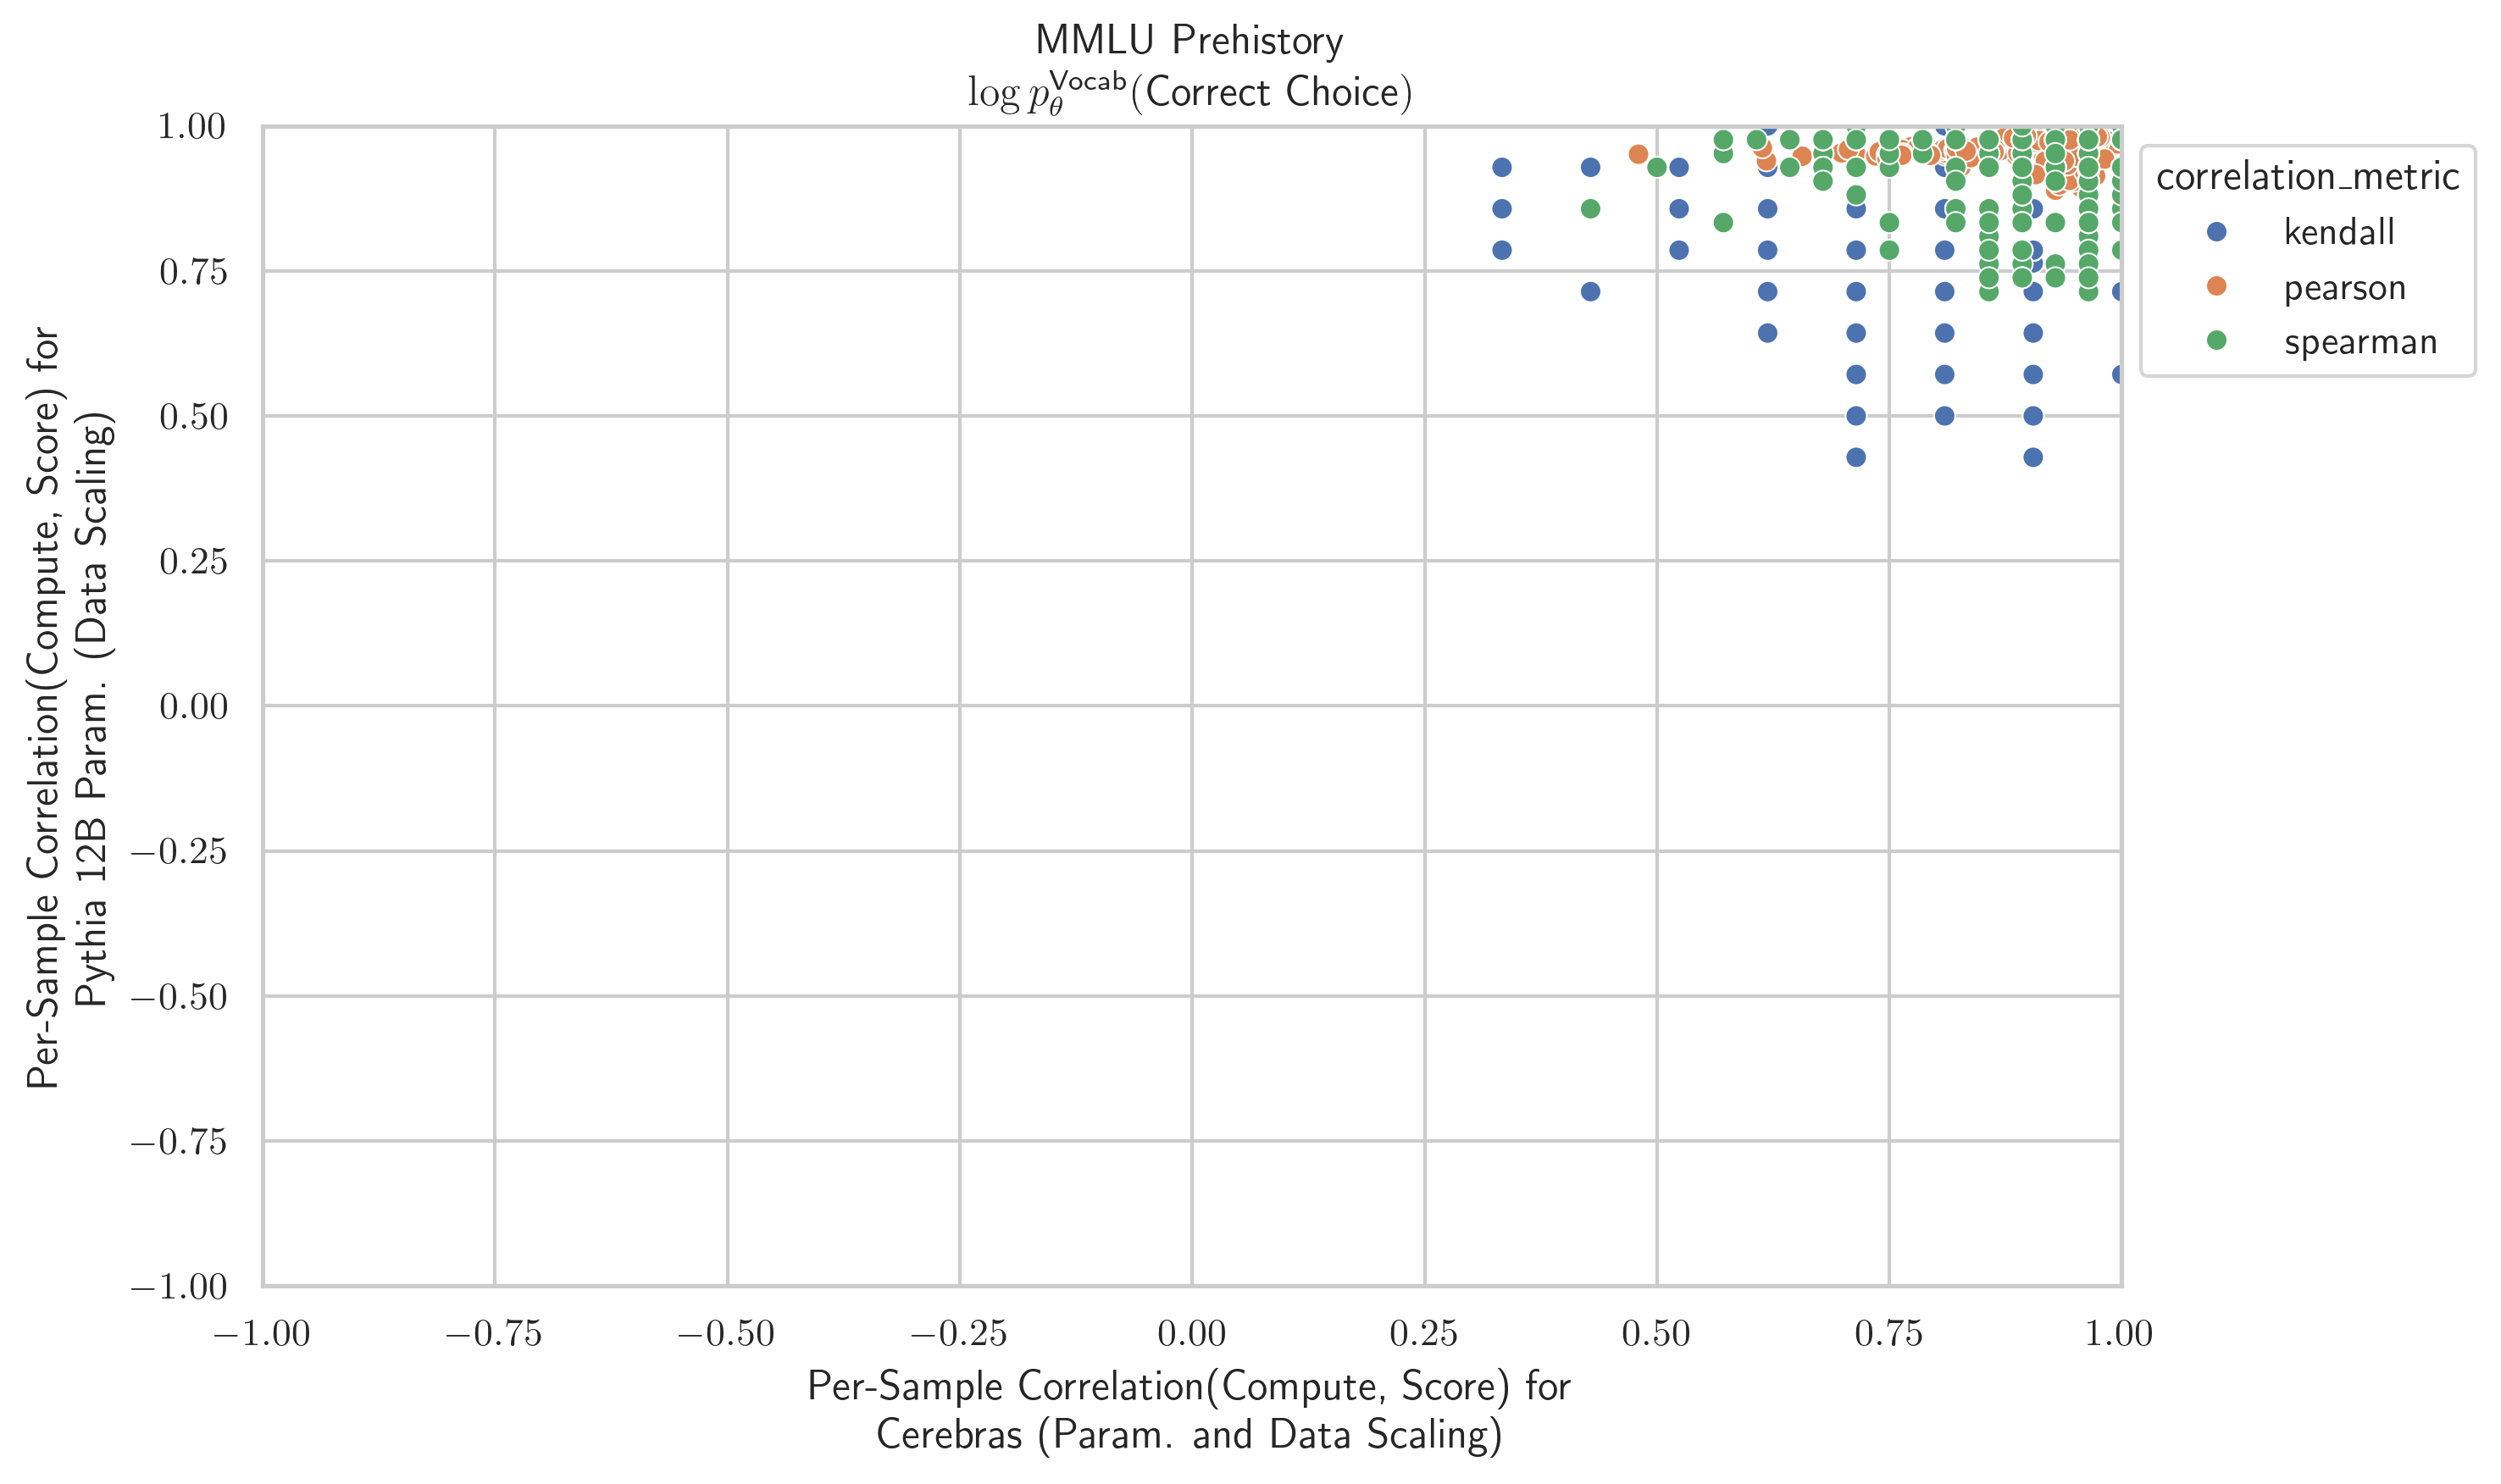 MMLU Prehistory
log p_θ^Vocab(Correct Choice)
1.00
0.75
0.50
0.25
0.00
−0.25
−0.50
−0.75
−1.00
Per-Sample Correlation(Compute, Score) for
Pythia 12B Param. (Data Scaling)
correlation_metric
kendall
pearson
spearman
−1.00
−0.75
−0.50
−0.25
0.00
0.25
0.50
0.75
1.00
Per-Sample Correlation(Compute, Score) for
Cerebras (Param. and Data Scaling)